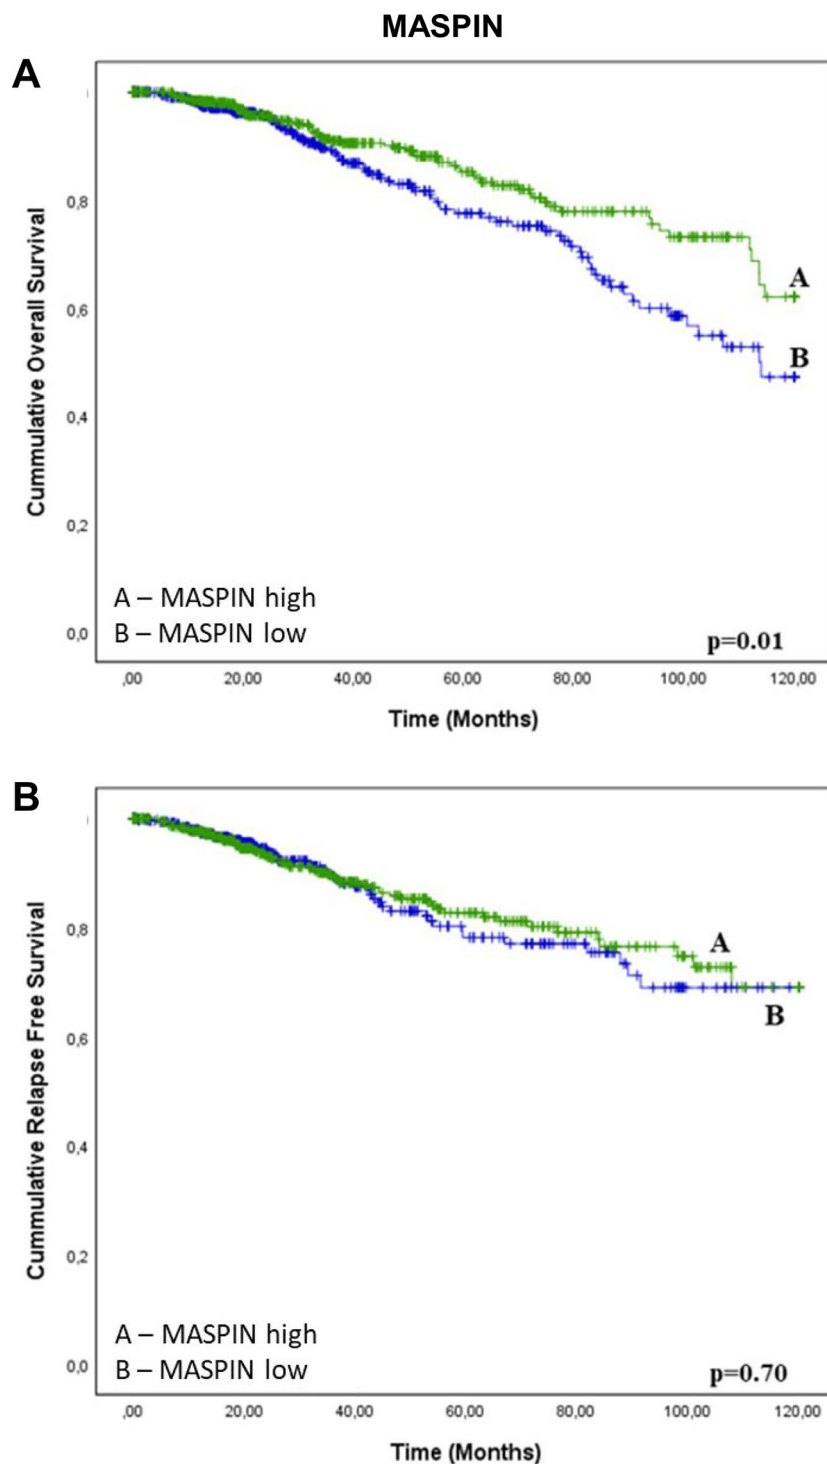 MASPIN
A
Cummulative Overall Survival
0,8
0,6
0,4
0,2
0,0
A
B
A – MASPIN high
B – MASPIN low
p=0.01
,00 20,00 40,00 60,00 80,00 100,00 120,00
Time (Months)
B
Cummulative Relapse Free Survival
0,8
0,6
0,4
0,2
0,0
A
B
A – MASPIN high
B – MASPIN low
p=0.70
,00 20,00 40,00 60,00 80,00 100,00 120,00
Time (Months)